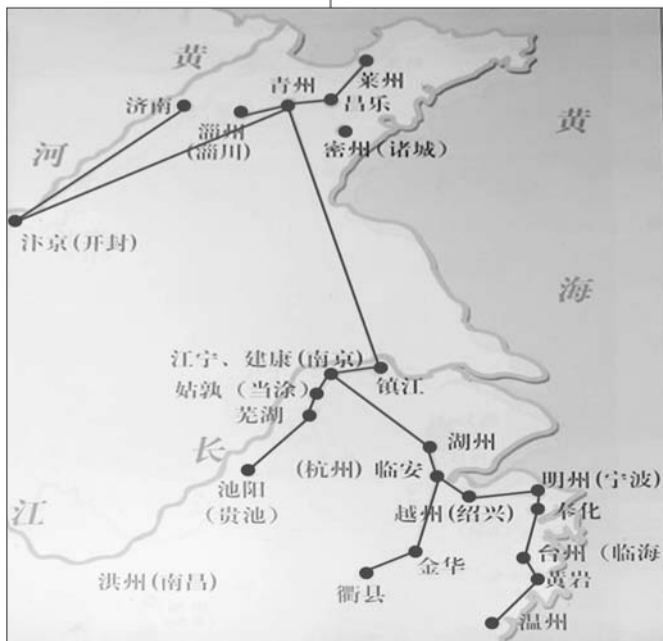 黄
莱州
青州
济南
昌乐
淄州
(淄川)
黄
密州(诸城)
河
汴京(开封)
海
江宁、建康(南京)
镇江
姑孰(当涂)
芜湖
长
湖州
(杭州)临安
池阳
(贵池)
明州(宁波)
江
越州(绍兴)
奉化
台州(临海
金华
洪州(南昌)
黄岩
衢县
温州